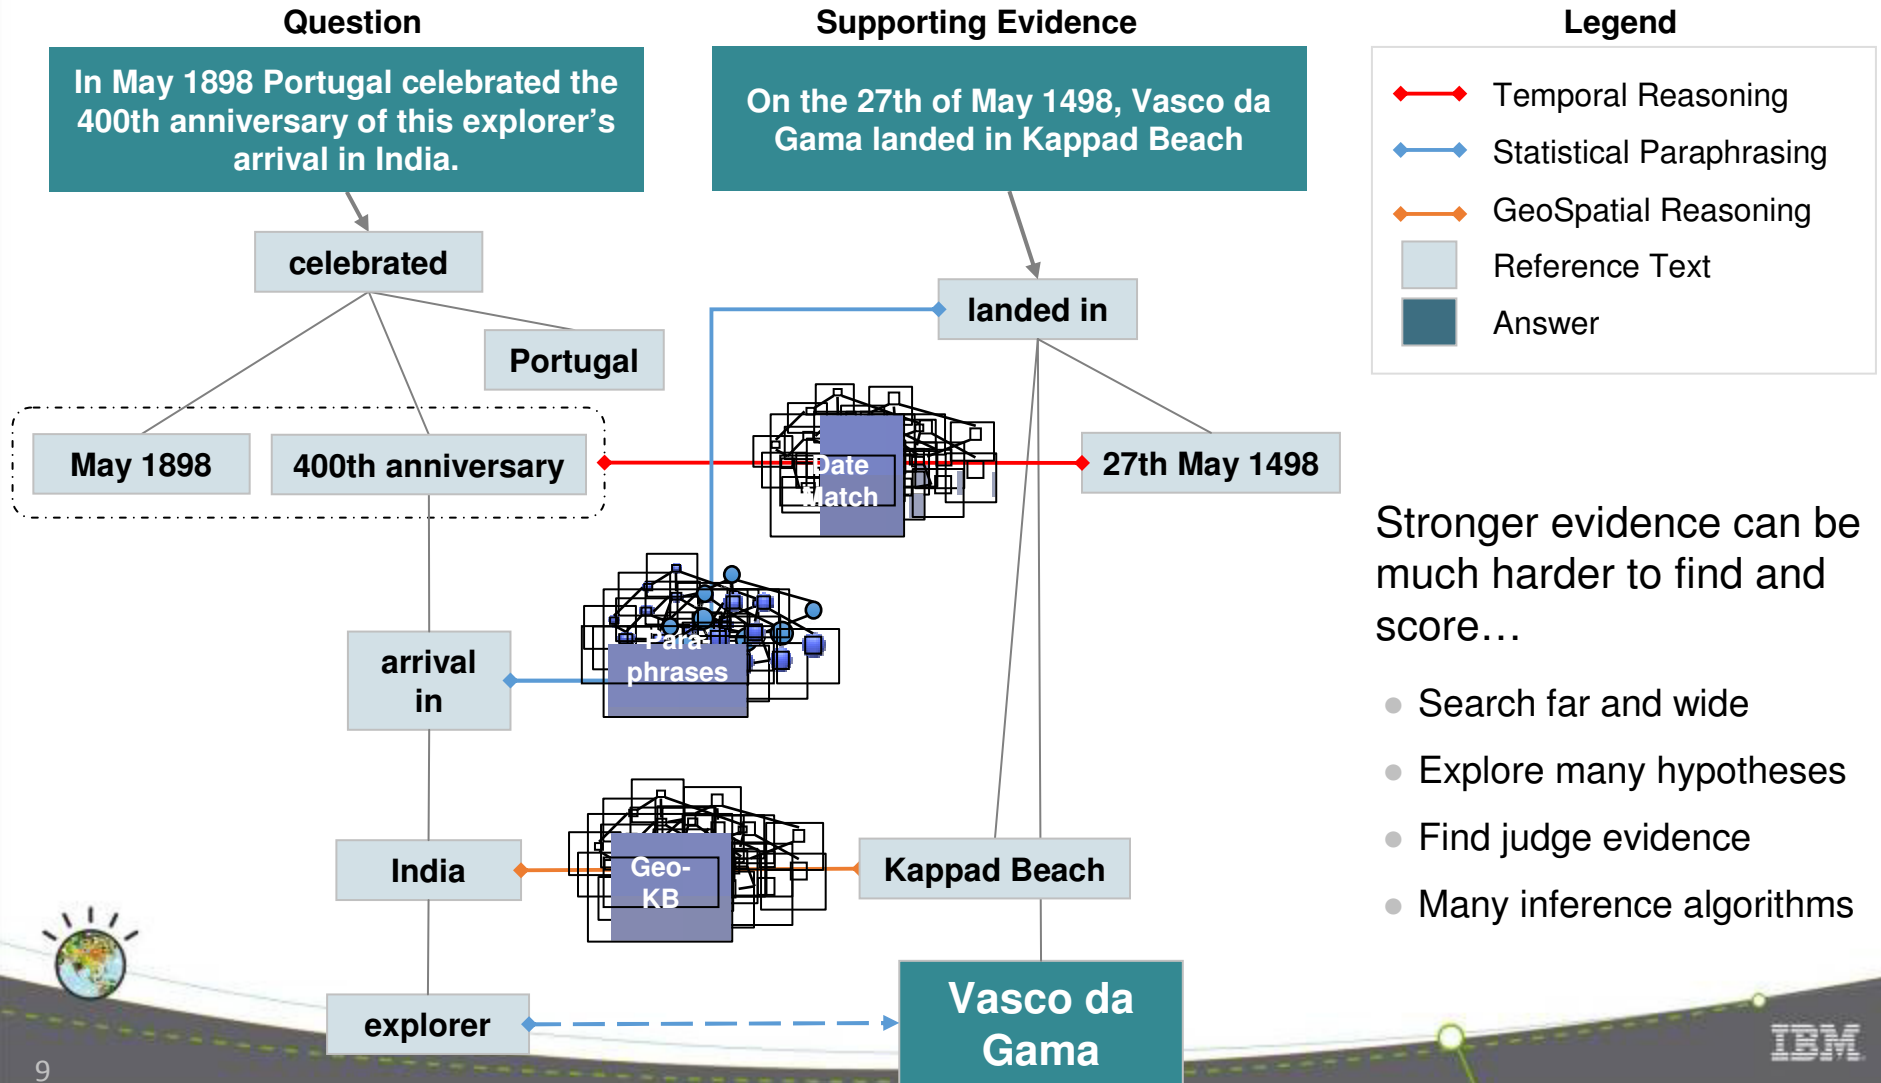 Question
In May 1898 Portugal celebrated the
400th anniversary of this explorer's
arrival in India.
celebrated
Portugal
May 1898
400th anniversary
arrival
in
India
explorer
Supporting Evidence
On the 27th of May 1498, Vasco da
Gama landed in Kappad Beach
landed in
27th May 1498
Date
Match
Para-
phrases
Geo-
KB
Kappad Beach
Vasco da
Gama
Legend
Temporal Reasoning
Statistical Paraphrasing
GeoSpatial Reasoning
Reference Text
Answer
Stronger evidence can be
much harder to find and
score…
Search far and wide
Explore many hypotheses
Find judge evidence
Many inference algorithms
9
IBM